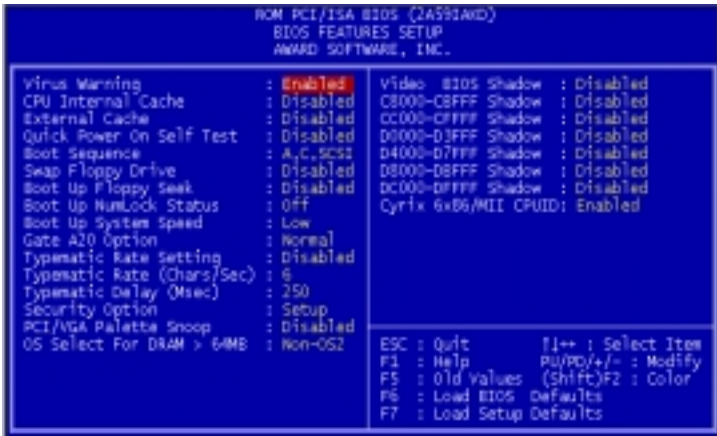 ROM PCI/ISA BIOS (2A59IAKD)
BIOS FEATURES SETUP
AWARD SOFTWARE, INC.
Virus Warning : Enabled
CPU Internal Cache : Disabled
External Cache : Disabled
Quick Power On Self Test : Disabled
Boot Sequence : A,C,SCSI
Swap Floppy Drive : Disabled
Boot Up Floppy Seek : Disabled
Boot Up NumLock Status : Off
Boot Up System Speed : Low
Gate A20 Option : Normal
Typematic Rate Setting : Disabled
Typematic Rate (Chars/Sec) : 6
Typematic Delay (Msec) : 250
Security Option : Setup
PCI/VGA Palette Snoop : Disabled
OS Select For DRAM > 64MB : Non-OS2
Video BIOS Shadow : Disabled
C8000-CBFFF Shadow : Disabled
CC000-CFFFF Shadow : Disabled
D0000-D3FFF Shadow : Disabled
D4000-D7FFF Shadow : Disabled
D8000-DBFFF Shadow : Disabled
DC000-DFFFF Shadow : Disabled
Cyrix 6x86/MII CPUID: Enabled
ESC : Quit ↑↓→← : Select Item
F1 : Help PU/PD/+/- : Modify
F5 : Old Values (Shift)F2 : Color
F6 : Load BIOS Defaults
F7 : Load Setup Defaults